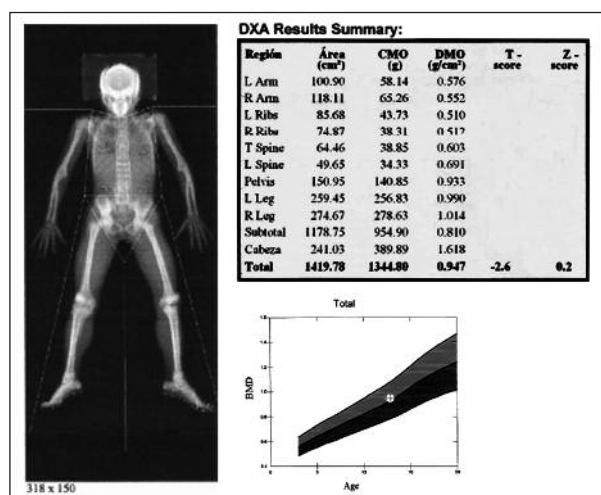 DXA Results Summary:
Región Área (cm²) CMO (g) DMO (g/cm²) T - score Z - score
L Arm 100.90 58.14 0.576
R Arm 118.11 65.26 0.552
L Ribs 85.68 43.73 0.510
R Ribs 74.87 38.31 0.512
T Spine 64.46 38.85 0.603
L Spine 49.65 34.33 0.691
Pelvis 150.95 140.85 0.933
L Leg 259.45 256.83 0.990
R Leg 274.67 278.63 1.014
Subtotal 1178.75 954.90 0.810
Cabeza 241.03 389.89 1.618
Total 1419.78 1344.80 0.947 -2.6 0.2
Total
BMD
Age
318 x 150